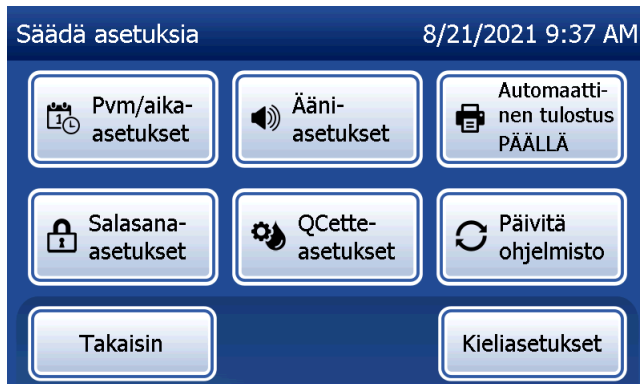 Säädä asetuksia 8/21/2021 9:37 AM
Pvm/aika-
asetukset
Ääni-
asetukset
Automaatti-
nen tulostus
PÄÄLLÄ
Salasana-
asetukset
QCette-
asetukset
Päivitä
ohjelmisto
Takaisin
Kieliasetukset